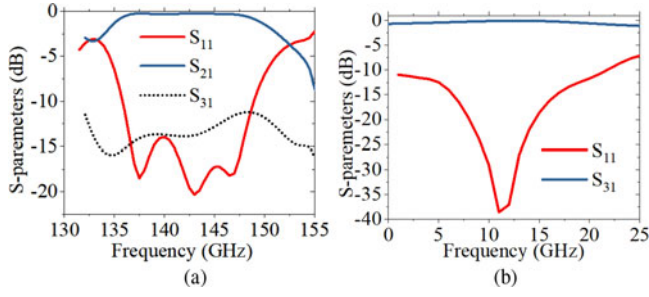 S-paremeters (dB)
0
-5
-10
-15
-20
S11
S21
S31
130 135 140 145 150 155
Frequency (GHz)
(a)
S-paremeters (dB)
0
-5
-10
-15
-20
-25
-30
-35
-40
S11
S31
0 5 10 15 20 25
Frequency (GHz)
(b)